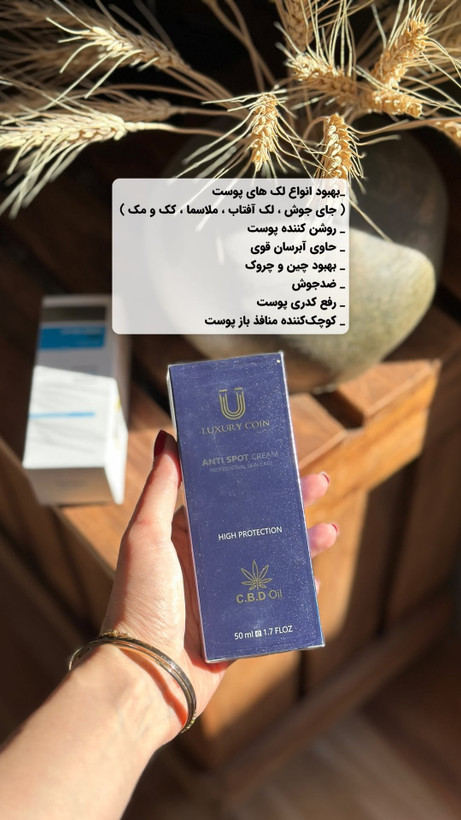 _بهبود انواع لک های پوست
( جای جوش ، لک آفتاب ، ملاسما ، کک و مک )
_ روشن کننده پوست
_ حاوی آبرسان قوی
_ بهبود چین و چروک
_ ضدجوش
_ رفع کدری پوست
_ کوچک‌کننده منافذ باز پوست
LUXURY COIN
ANTI SPOT CREAM
PROFESSIONAL SKIN CARE
HIGH PROTECTION
C.B.D Oil
50 ml e 1.7 FLOZ